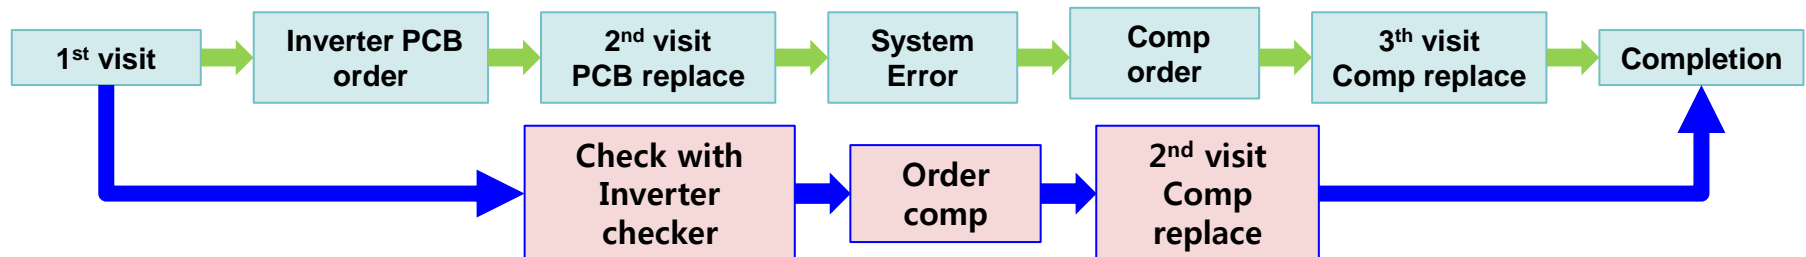 1st visit
Inverter PCB
order
2nd visit
PCB replace
System
Error
Comp
order
3th visit
Comp replace
Completion
Check with
Inverter
checker
Order
comp
2nd visit
Comp
replace